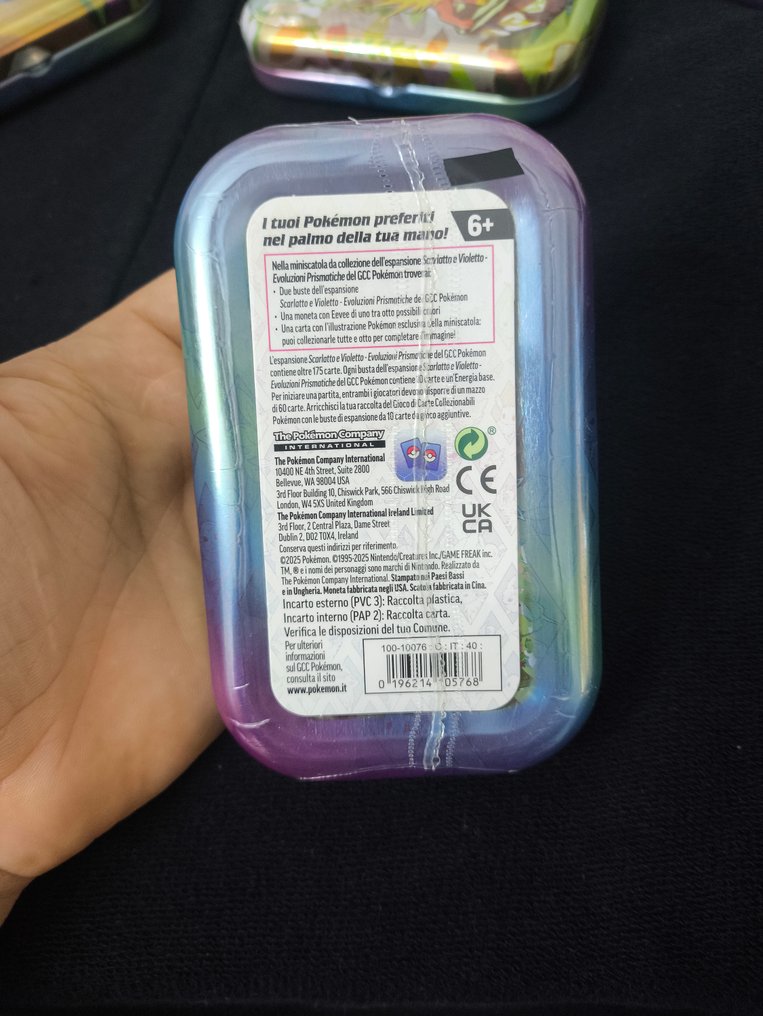 I tuoi Pokémon preferiti
nel palmo della tua mano!
6+
Nella miniscatola da collezione dell'espansione Scarlatto e Violetto -
Evoluzioni Prismatiche del GCC Pokémon troverai:
• Due buste dell'espansione
Scarlatto e Violetto - Evoluzioni Prismatiche del GCC Pokémon
• Una moneta con Eevee di uno tra otto possibili colori
• Una carta con l'illustrazione Pokémon esclusiva della miniscatola:
puoi collezionarle tutte e otto per completare l'immagine!
L'espansione Scarlatto e Violetto - Evoluzioni Prismatiche del GCC Pokémon
contiene oltre 175 carte. Ogni busta dell'espansione Scarlatto e Violetto -
Evoluzioni Prismatiche del GCC Pokémon contiene 10 carte e un'Energia base.
Per iniziare una partita, entrambi i giocatori devono disporre di un mazzo
di 60 carte. Arricchisci la tua raccolta del Gioco di Carte Collezionabili
Pokémon con le buste di espansione da 10 carte da gioco aggiuntive.
The Pokémon Company
INTERNATIONAL
®
The Pokémon Company International
10400 NE 4th Street, Suite 2800
Bellevue, WA 98004 USA
CE
3rd Floor Building 10, Chiswick Park, 566 Chiswick High Road
London, W4 5XS United Kingdom
The Pokémon Company International Ireland Limited
UK
CA
3rd Floor, 2 Central Plaza, Dame Street
Dublin 2, D02 T0X4, Ireland
Conserva questi indirizzi per riferimento.
©2025 Pokémon. ©1995-2025 Nintendo/Creatures Inc./GAME FREAK inc.
TM, ® e i nomi dei personaggi sono marchi di Nintendo. Realizzato da
The Pokémon Company International. Stampato nei Paesi Bassi
e in Ungheria. Moneta fabbricata negli USA. Scatola fabbricata in Cina.
Incarto esterno (PVC 3): Raccolta plastica,
Incarto interno (PAP 2): Raccolta carta.
Verifica le disposizioni del tuo Comune.
Per ulteriori
informazioni
sul GCC Pokémon,
consulta il sito
www.pokemon.it
100-10076 : C : IT : 40 :
0 196214 05768